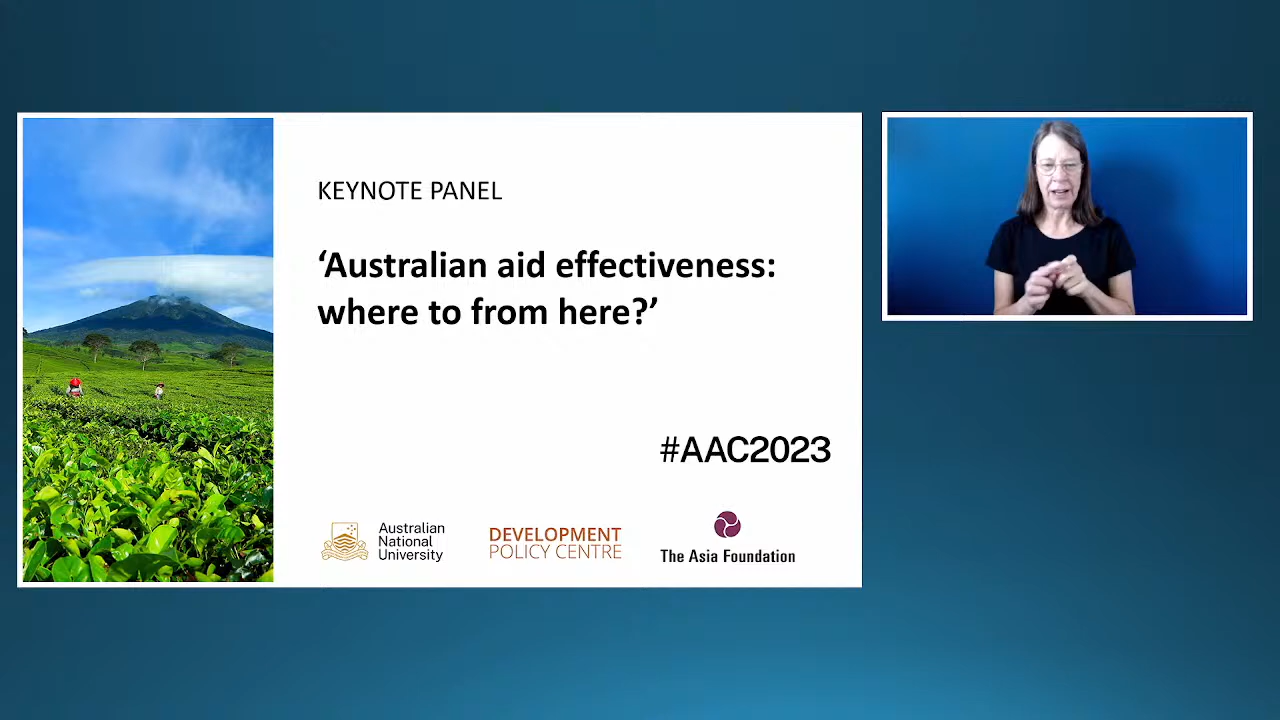 KEYNOTE PANEL
‘Australian aid effectiveness:
where to from here?’
#AAC2023
Australian
National
University
DEVELOPMENT
POLICY CENTRE
The Asia Foundation